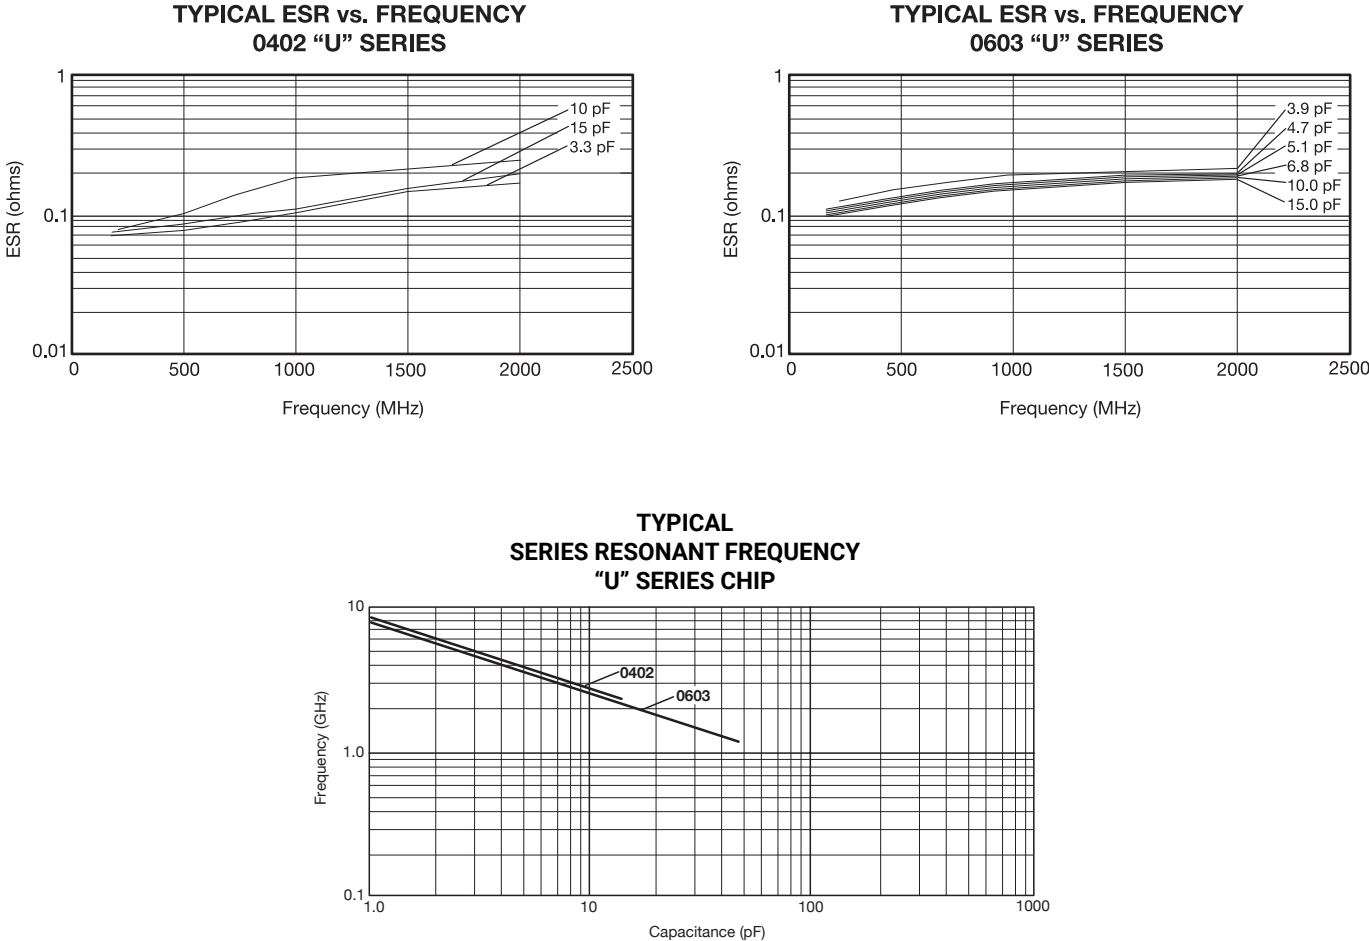 TYPICAL ESR vs. FREQUENCY
0402 “U” SERIES
1
0.1
0.01
ESR (ohms)
10 pF
15 pF
3.3 pF
0 500 1000 1500 2000 2500
Frequency (MHz)
TYPICAL ESR vs. FREQUENCY
0603 “U” SERIES
1
0.1
0.01
ESR (ohms)
3.9 pF
4.7 pF
5.1 pF
6.8 pF
10.0 pF
15.0 pF
0 500 1000 1500 2000 2500
Frequency (MHz)
TYPICAL
SERIES RESONANT FREQUENCY
“U” SERIES CHIP
10
1.0
0.1
Frequency (GHz)
0402
0603
1.0 10 100 1000
Capacitance (pF)